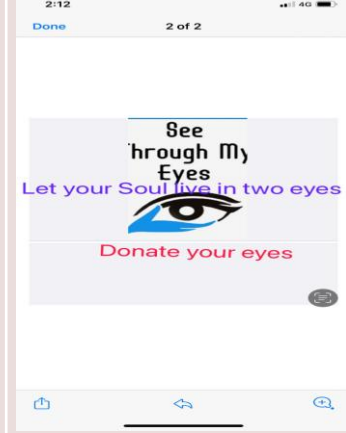 2:12
4G
Done
2 of 2
See
Through My
Eyes
Let your Soul live in two eyes
Donate your eyes